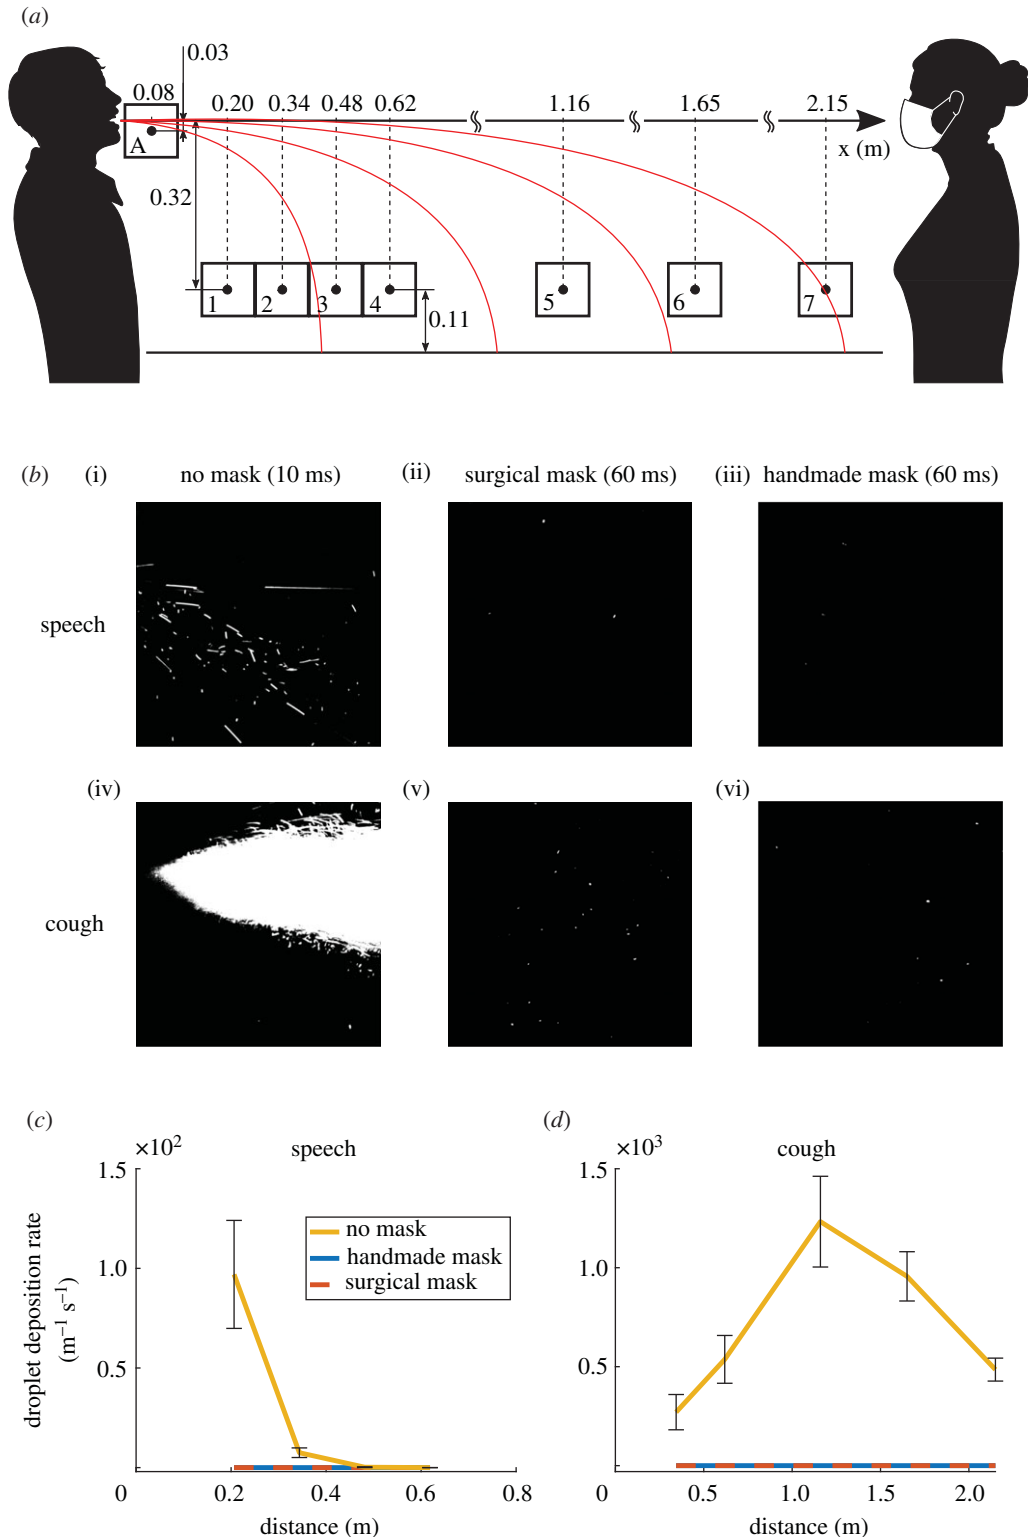 (a)
0.03
0.08 0.20 0.34 0.48 0.62 1.16 1.65 2.15
A
x (m)
0.32
1 2 3 4 5 6 7
0.11
(b) (i) no mask (10 ms) (ii) surgical mask (60 ms) (iii) handmade mask (60 ms)
speech
(iv) (v) (vi)
cough
(c)
×10²
speech
1.5
1.0
0.5
0 0.2 0.4 0.6 0.8
distance (m)
droplet deposition rate
(m⁻¹ s⁻¹)
no mask
handmade mask
surgical mask
(d)
×10³
cough
1.5
1.0
0.5
0 0.5 1.0 1.5 2.0
distance (m)